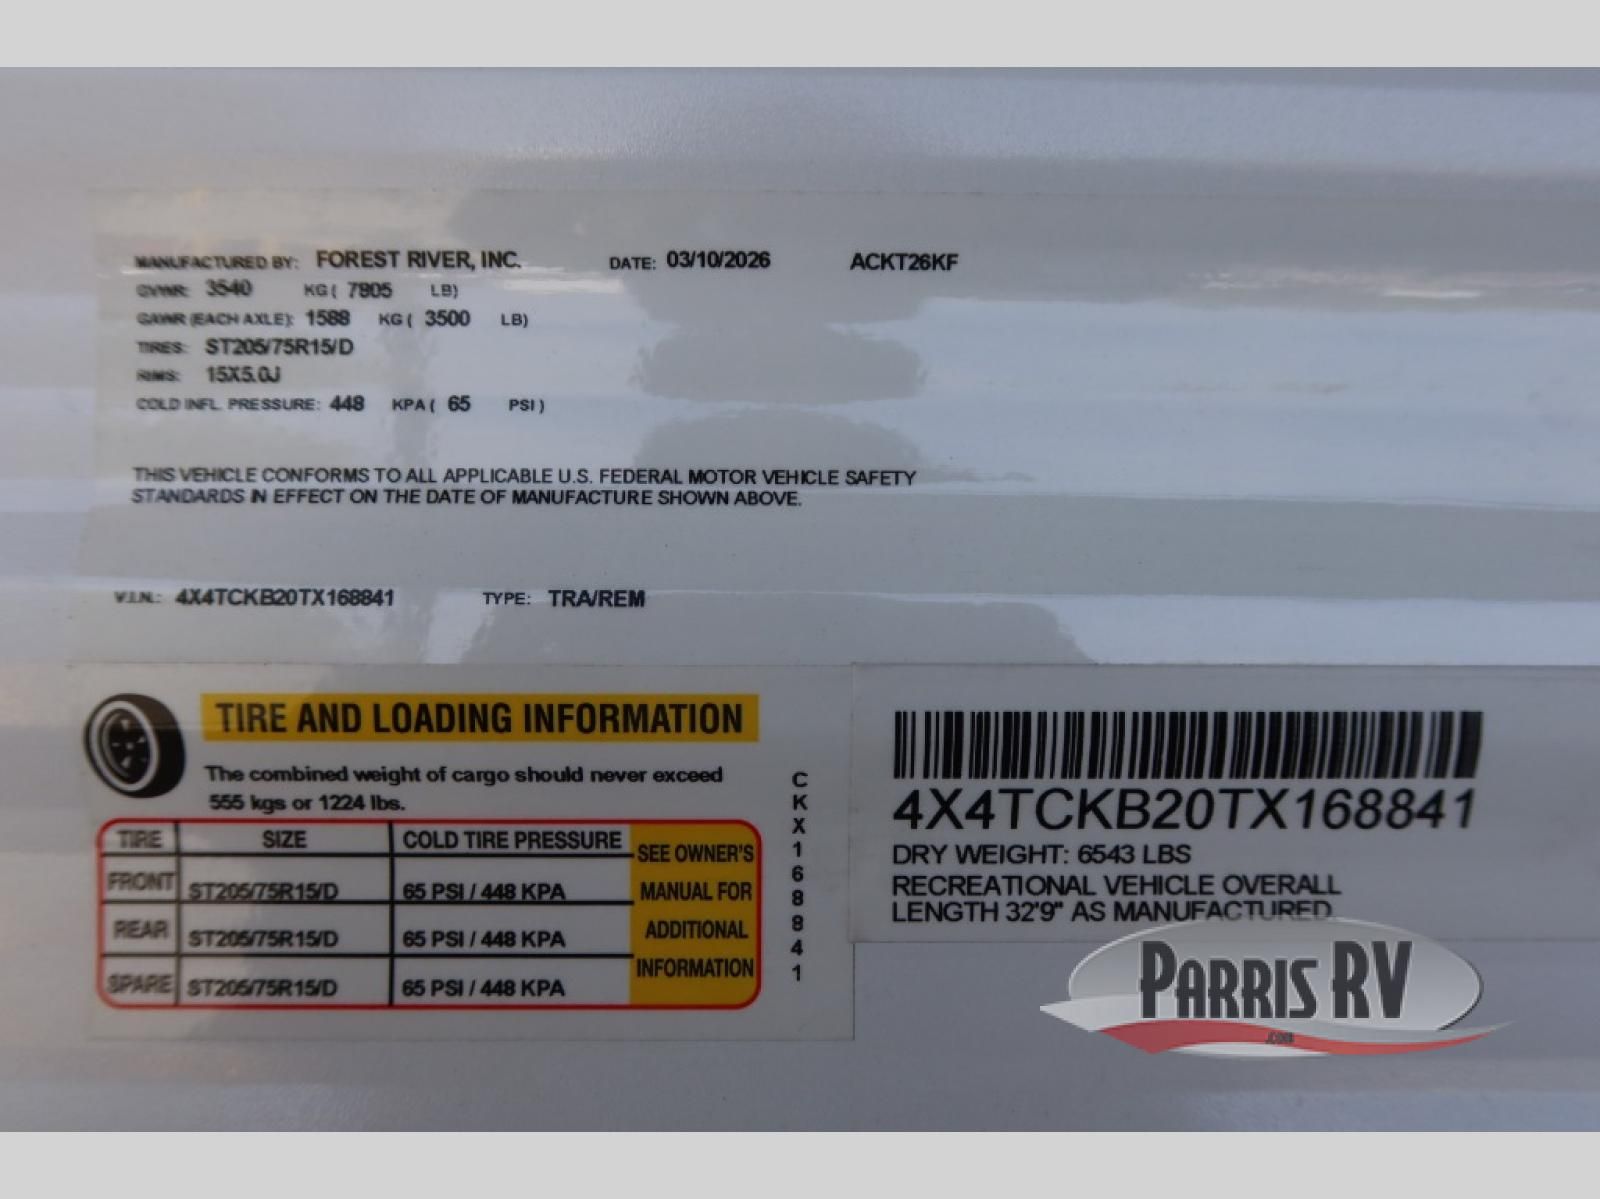 MANUFACTURED BY: FOREST RIVER, INC. DATE: 03/10/2026 ACKT26KF
GVWR: 3540 KG ( 7805 LB)
GAWR (EACH AXLE): 1588 KG ( 3500 LB)
TIRES: ST205/75R15/D
RIMS: 15X5.0J
COLD INFL. PRESSURE: 448 KPA ( 65 PSI )
THIS VEHICLE CONFORMS TO ALL APPLICABLE U.S. FEDERAL MOTOR VEHICLE SAFETY
STANDARDS IN EFFECT ON THE DATE OF MANUFACTURE SHOWN ABOVE.
V.I.N.: 4X4TCKB20TX168841 TYPE: TRA/REM
TIRE AND LOADING INFORMATION
The combined weight of cargo should never exceed
555 kgs or 1224 lbs.
TIRE SIZE COLD TIRE PRESSURE
FRONT ST205/75R15/D 65 PSI / 448 KPA
REAR ST205/75R15/D 65 PSI / 448 KPA
SPARE ST205/75R15/D 65 PSI / 448 KPA
SEE OWNER'S
MANUAL FOR
ADDITIONAL
INFORMATION
CKX168841
4X4TCKB20TX168841
DRY WEIGHT: 6543 LBS
RECREATIONAL VEHICLE OVERALL
LENGTH 32'9" AS MANUFACTURED
PARRIS RV
.COM